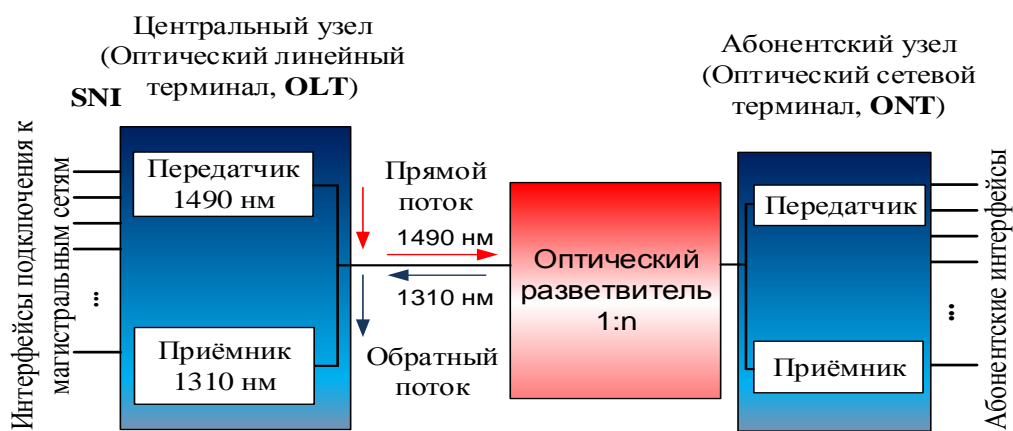 Центральный узел
(Оптический линейный
терминал, OLT)
SNI
Интерфейсы подключения к
магистральным сетям
...
Передатчик
1490 нм
Приёмник
1310 нм
Прямой
поток
1490 нм
1310 нм
Обратный
поток
Оптический
разветвитель
1:n
Абонентский узел
(Оптический сетевой
терминал, ONT)
Передатчик
Приёмник
...
Абонентские интерфейсы